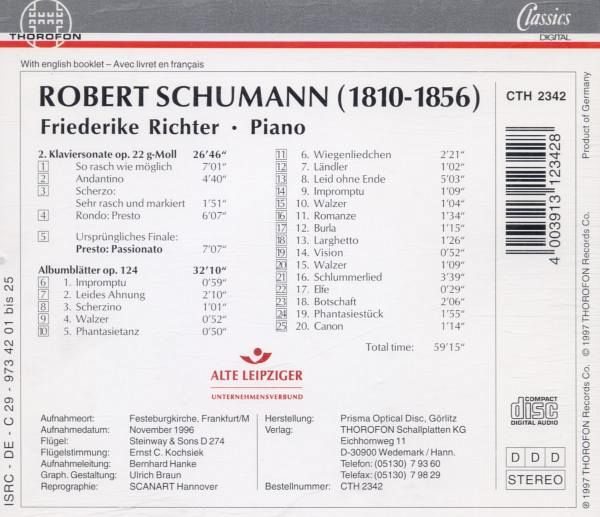 THOROFON
Classics
DIGITAL
With english booklet – Avec livret en français
ROBERT SCHUMANN (1810-1856)
Friederike Richter · Piano
CTH 2342
Product of Germany
2. Klaviersonate op. 22 g-Moll 26′46″
1 So rasch wie möglich 7′01″
2 Andantino 4′40″
3 Scherzo:
Sehr rasch und markiert 1′51″
4 Rondo: Presto 6′07″
5 Ursprüngliches Finale:
Presto: Passionato 7′07″
Albumblätter op. 124 32′10″
6 1. Impromptu 0′59″
7 2. Leides Ahnung 2′10″
8 3. Scherzino 1′01″
9 4. Walzer 0′52″
10 5. Phantasietanz 0′50″
11 6. Wiegenliedchen 2′21″
12 7. Ländler 1′02″
13 8. Leid ohne Ende 5′03″
14 9. Impromptu 1′09″
15 10. Walzer 1′04″
16 11. Romanze 1′34″
17 12. Burla 1′15″
18 13. Larghetto 1′26″
19 14. Vision 0′52″
20 15. Walzer 1′09″
21 16. Schlummerlied 3′39″
22 17. Elfe 0′29″
23 18. Botschaft 2′06″
24 19. Phantasiestück 1′55″
25 20. Canon 1′14″
Total time: 59′15″
4 003913 123428
ALTE LEIPZIGER
UNTERNEHMENSVERBUND
Aufnahmeort: Festeburgkirche, Frankfurt/M
Aufnahmedatum: November 1996
Flügel: Steinway & Sons D 274
Flügelstimmung: Ernst C. Kochsiek
Aufnahmeleitung: Bernhard Hanke
Graph. Gestaltung: Ulrich Braun
Reprographie: SCANART Hannover
Herstellung: Prisma Optical Disc, Görlitz
Verlag: THOROFON Schallplatten KG
Eichhornweg 11
D-30900 Wedemark / Hann.
Telefon: (05130) 7 93 60
Telefax: (05130) 7 98 29
Bestellnummer: CTH 2342
COMPACT
disc
DIGITAL AUDIO
D D D
STEREO
ISRC - DE - C 29 - 973 42 01 bis 25
℗ 1997 THOROFON Records Co. © 1997 THOROFON Records Co.